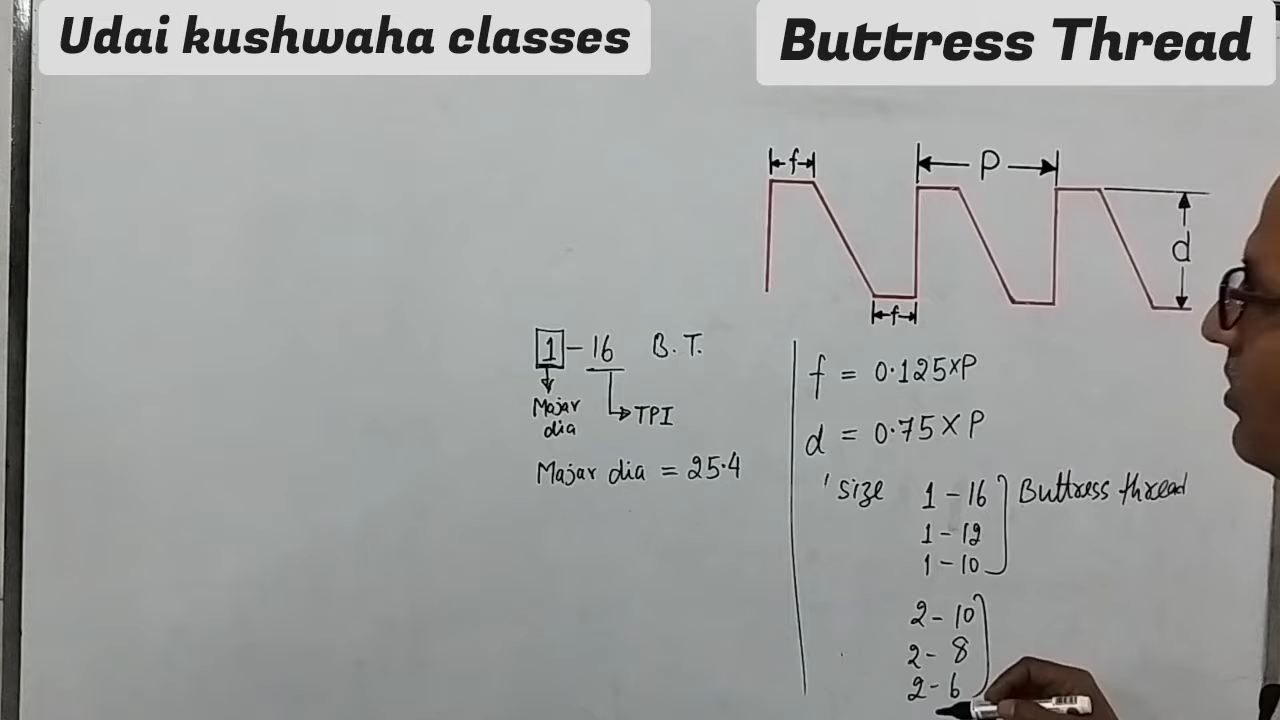 Udai kushwaha classes
Buttress Thread
f
P
d
f
1 - 16 B. T.
Majar
dia
TPI
Majar dia = 25.4
f = 0.125×P
d = 0.75 × P
size 1 - 16 Buttress thread
1 - 12
1 - 10
2 - 10
2 - 8
2 - 6